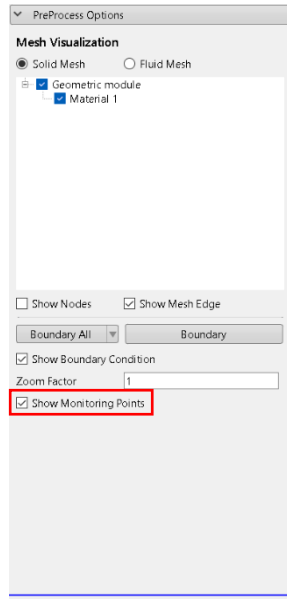 PreProcess Options
Mesh Visualization
Solid Mesh Fluid Mesh
Geometric module
Material 1
Show Nodes Show Mesh Edge
Boundary All Boundary
Show Boundary Condition
Zoom Factor 1
Show Monitoring Points